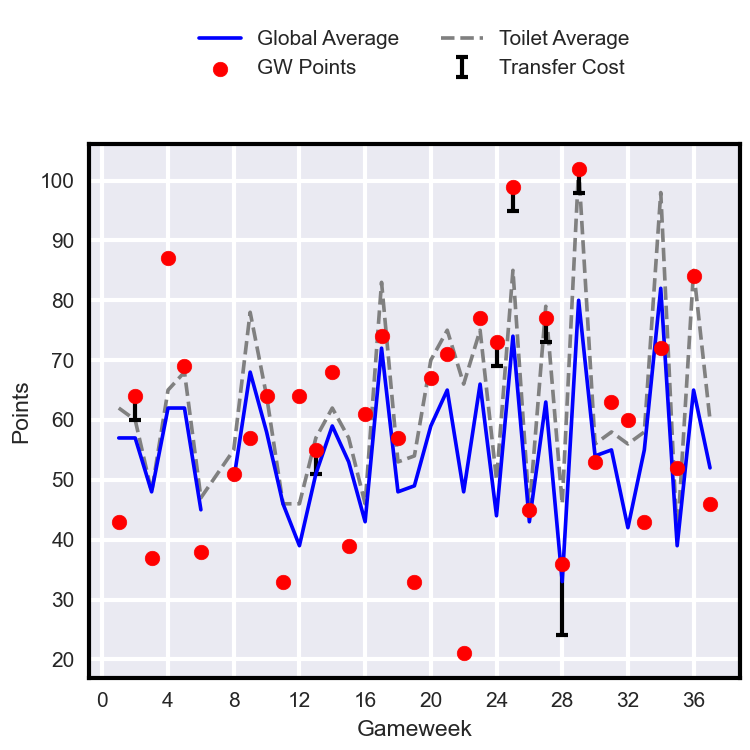 Global Average
Toilet Average
GW Points
Transfer Cost
100
90
80
70
60
50
40
30
20
Points
0 4 8 12 16 20 24 28 32 36
Gameweek